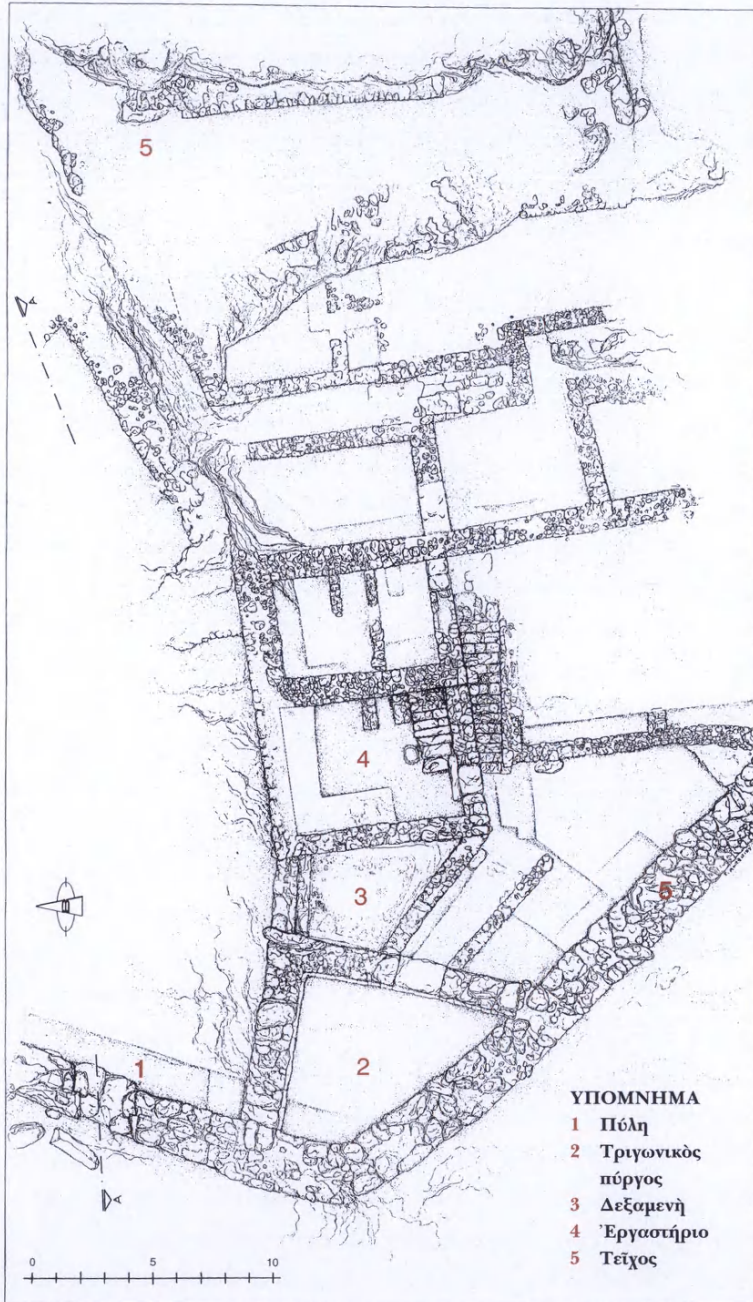 5
A
4
3
5
1
2
A
ΥΠΟΜΝΗΜΑ
1 Πύλη
2 Τριγωνικὸς
πύργος
3 Δεξαμενὴ
4 Ἐργαστήριο
5 Τεῖχος
0 5 10